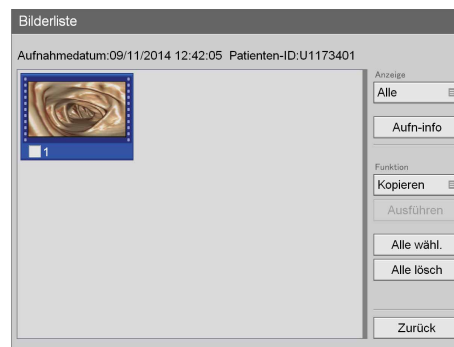 Bilderliste
Aufnahmedatum:09/11/2014 12:42:05 Patienten-ID:U1173401
1
Anzeige
Alle
Aufn-info
Funktion
Kopieren
Ausführen
Alle wähl.
Alle lösch
Zurück